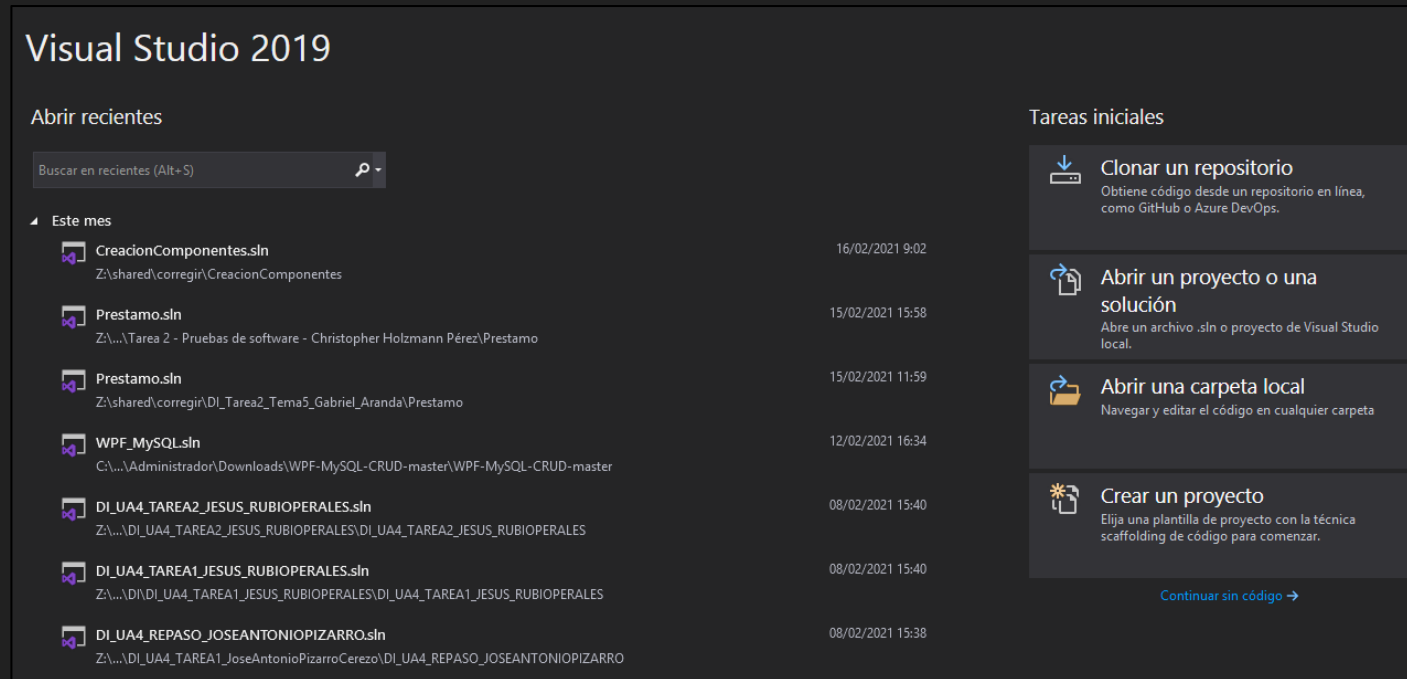 Visual Studio 2019
Abrir recientes
Buscar en recientes (Alt+S)
Este mes
CreacionComponentes.sln
16/02/2021 9:02
Z:\shared\corregir\CreacionComponentes
Prestamo.sln
15/02/2021 15:58
Z:\...\Tarea 2 - Pruebas de software - Christopher Holzmann Pérez\Prestamo
Prestamo.sln
15/02/2021 11:59
Z:\shared\corregir\DI_Tarea2_Tema5_Gabriel_Aranda\Prestamo
WPF_MySQL.sln
12/02/2021 16:34
C:\...\Administrador\Downloads\WPF-MySQL-CRUD-master\WPF-MySQL-CRUD-master
DI_UA4_TAREA2_JESUS_RUBIOPERALES.sln
08/02/2021 15:40
Z:\...\DI_UA4_TAREA2_JESUS_RUBIOPERALES\DI_UA4_TAREA2_JESUS_RUBIOPERALES
DI_UA4_TAREA1_JESUS_RUBIOPERALES.sln
08/02/2021 15:40
Z:\...\DI\DI_UA4_TAREA1_JESUS_RUBIOPERALES\DI_UA4_TAREA1_JESUS_RUBIOPERALES
DI_UA4_REPASO_JOSEANTONIOPIZARRO.sln
08/02/2021 15:38
Z:\...\DI_UA4_TAREA1_JoseAntonioPizarroCerezo\DI_UA4_REPASO_JOSEANTONIOPIZARRO
Tareas iniciales
Clonar un repositorio
Obtiene código desde un repositorio en línea,
como GitHub o Azure DevOps.
Abrir un proyecto o una
solución
Abre un archivo .sln o proyecto de Visual Studio
local.
Abrir una carpeta local
Navegar y editar el código en cualquier carpeta
Crear un proyecto
Elija una plantilla de proyecto con la técnica
scaffolding de código para comenzar.
Continuar sin código →